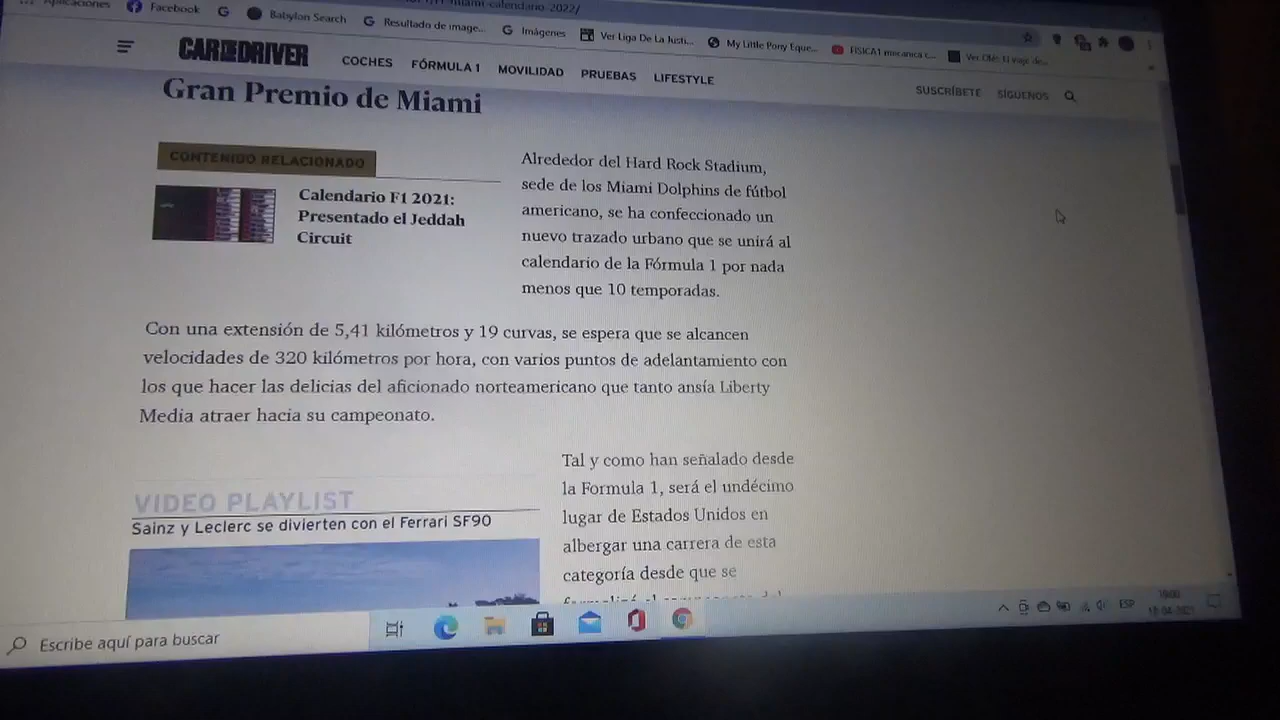 Aplicaciones Facebook Babylon Search Resultado de image... Imágenes Ver Liga De La Justi... My Little Pony Eque... FISICA1 mecanica c...
miami-calendario-2022/
CAR AND DRIVER COCHES FÓRMULA 1 MOVILIDAD PRUEBAS LIFESTYLE SUSCRÍBETE SÍGUENOS
Gran Premio de Miami
CONTENIDO RELACIONADO
Calendario F1 2021:
Presentado el Jeddah
Circuit
Alrededor del Hard Rock Stadium,
sede de los Miami Dolphins de fútbol
americano, se ha confeccionado un
nuevo trazado urbano que se unirá al
calendario de la Fórmula 1 por nada
menos que 10 temporadas.
Con una extensión de 5,41 kilómetros y 19 curvas, se espera que se alcancen
velocidades de 320 kilómetros por hora, con varios puntos de adelantamiento con
los que hacer las delicias del aficionado norteamericano que tanto ansía Liberty
Media atraer hacia su campeonato.
VIDEO PLAYLIST
Sainz y Leclerc se divierten con el Ferrari SF90
Tal y como han señalado desde
la Formula 1, será el undécimo
lugar de Estados Unidos en
albergar una carrera de esta
categoría desde que se
Escribe aquí para buscar
ESP